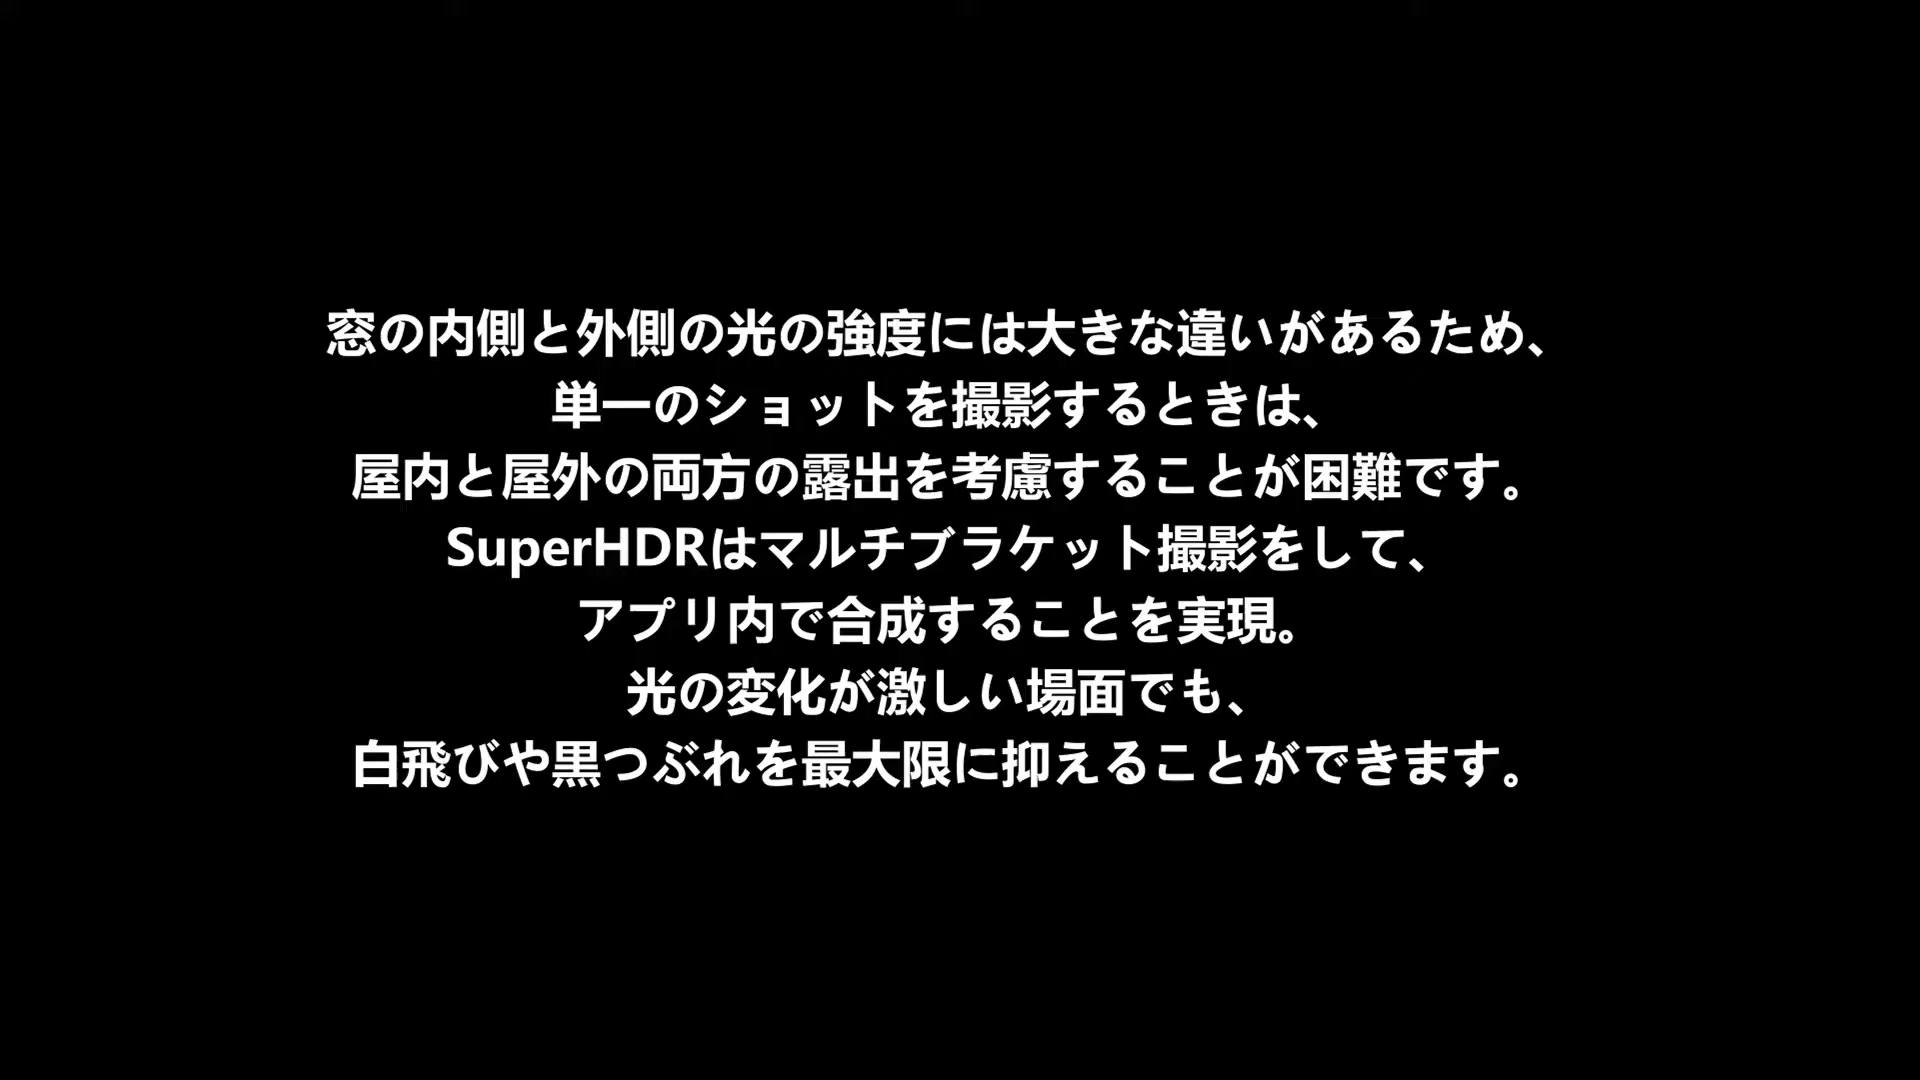 窓の内側と外側の光の強度には大きな違いがあるため、
単一のショットを撮影するときは、
屋内と屋外の両方の露出を考慮することが困難です。
SuperHDRはマルチブラケット撮影をして、
アプリ内で合成することを実現。
光の変化が激しい場面でも、
白飛びや黒つぶれを最大限に抑えることができます。